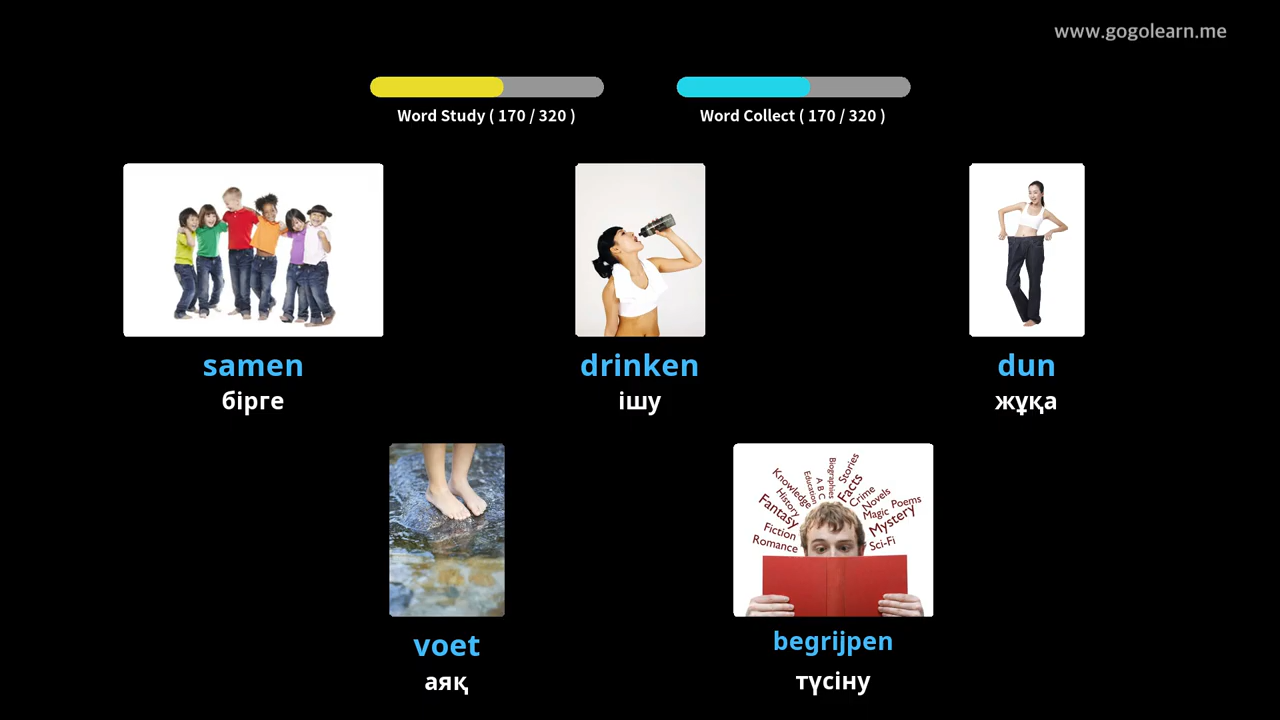 www.gogolearn.me
Word Study ( 170 / 320 )
Word Collect ( 170 / 320 )
samen
бірге
drinken
ішу
dun
жұқа
Stories
Biographies
A B C
Education
Knowledge
History
Fantasy
Fiction
Romance
Facts
Crime
Novels
Magic
Poems
Mystery
Sci-Fi
voet
аяқ
begrijpen
түсіну